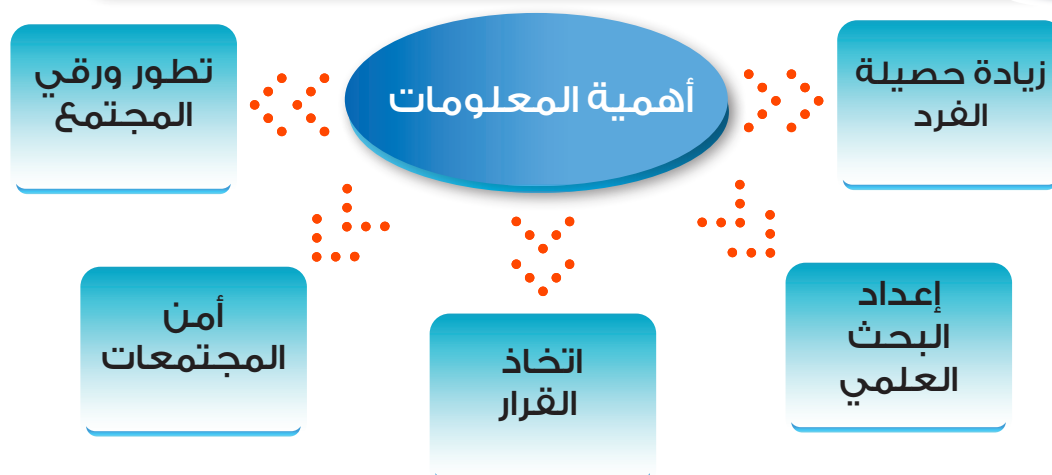 أهمية المعلومات
زيادة حصيلة
الفرد
إعداد
البحث
العلمي
اتخاذ
القرار
أمن
المجتمعات
تطور ورقي
المجتمع